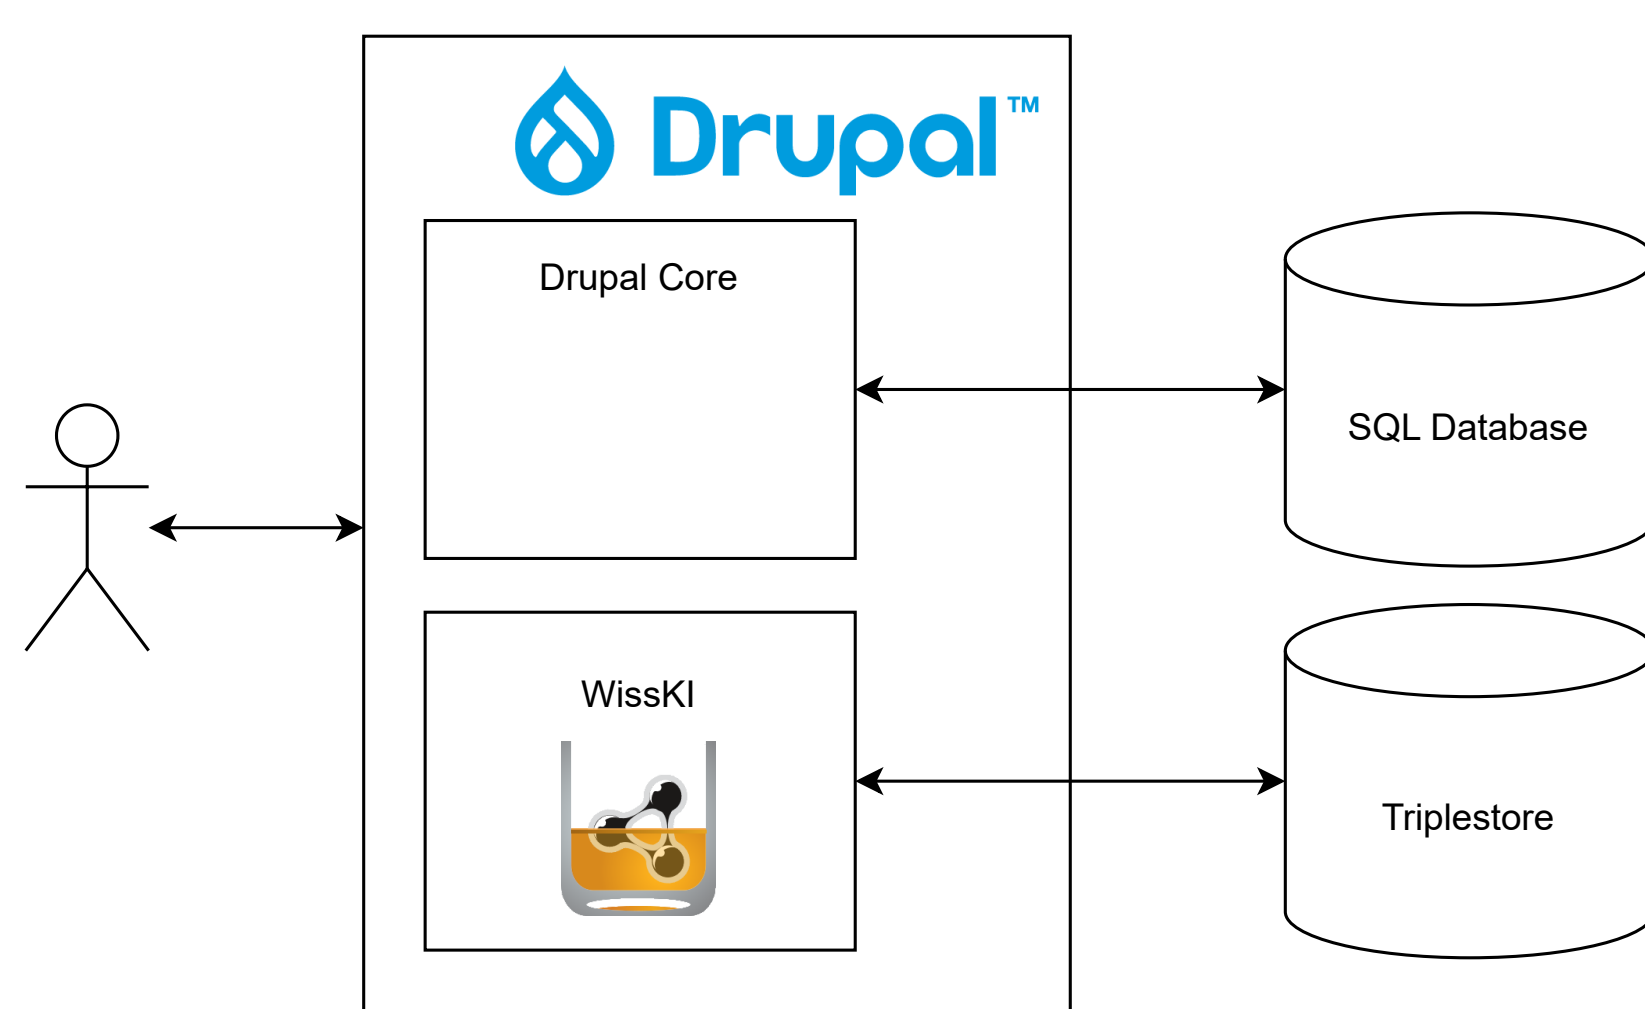 Drupal™
Drupal Core
SQL Database
WissKI
Triplestore